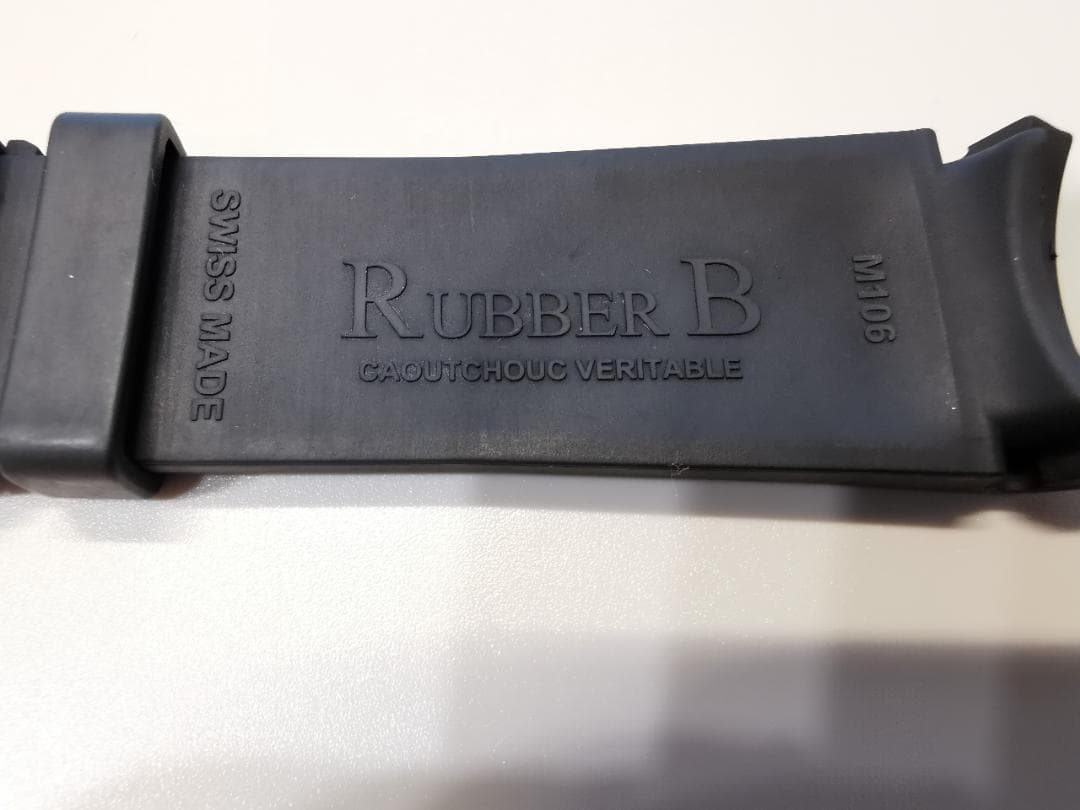 SWISS MADE
RUBBER B
CAOUTCHOUC VERITABLE
M106